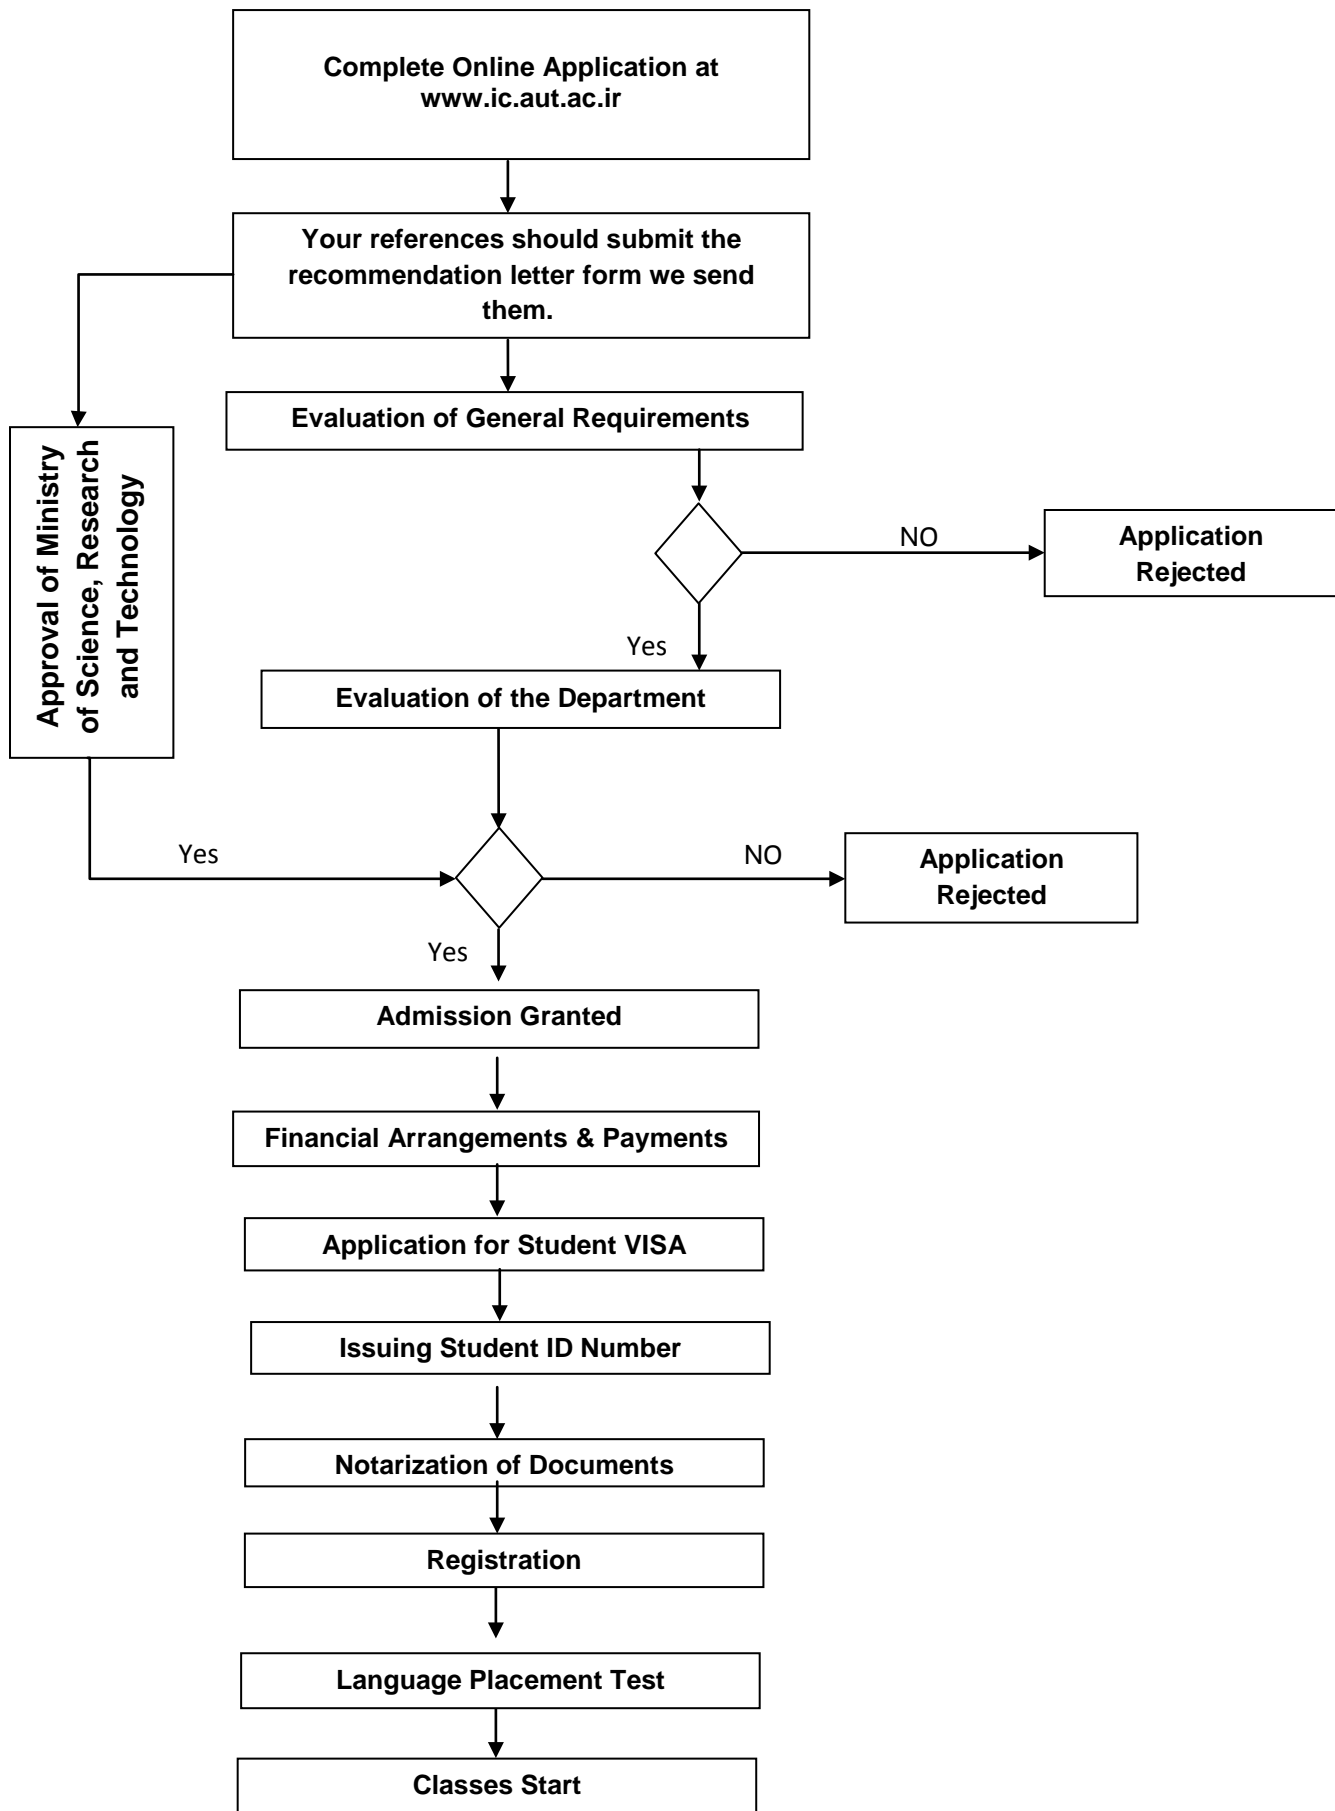 Complete Online Application at
www.ic.aut.ac.ir
Your references should submit the
recommendation letter form we send
them.
Evaluation of General Requirements
Approval of Ministry
of Science, Research
and Technology
NO
Application
Rejected
Yes
Evaluation of the Department
Yes
NO
Application
Rejected
Yes
Admission Granted
Financial Arrangements & Payments
Application for Student VISA
Issuing Student ID Number
Notarization of Documents
Registration
Language Placement Test
Classes Start